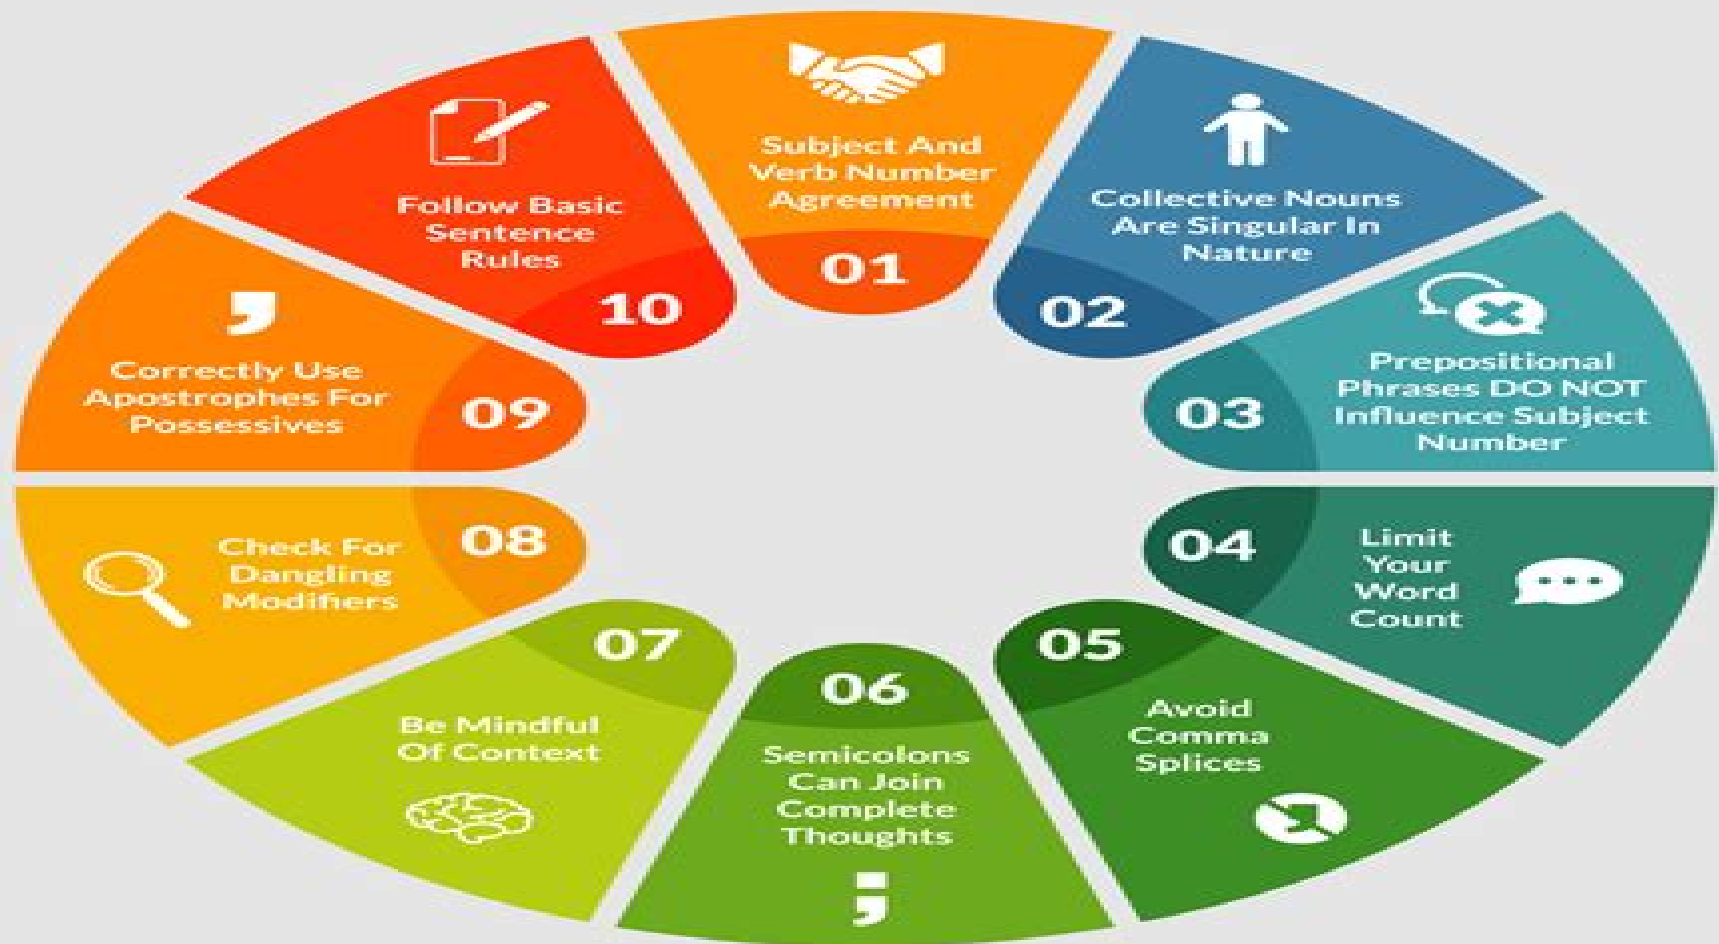 Subject And
Verb Number
Agreement
01
Collective Nouns
Are Singular In
Nature
02
Prepositional
Phrases DO NOT
Influence Subject
Number
03
Limit
Your
Word
Count
04
Avoid
Comma
Splices
05
Semicolons
Can Join
Complete
Thoughts
;
06
Be Mindful
Of Context
07
Check For
Dangling
Modifiers
08
,
Correctly Use
Apostrophes For
Possessives
09
Follow Basic
Sentence
Rules
10